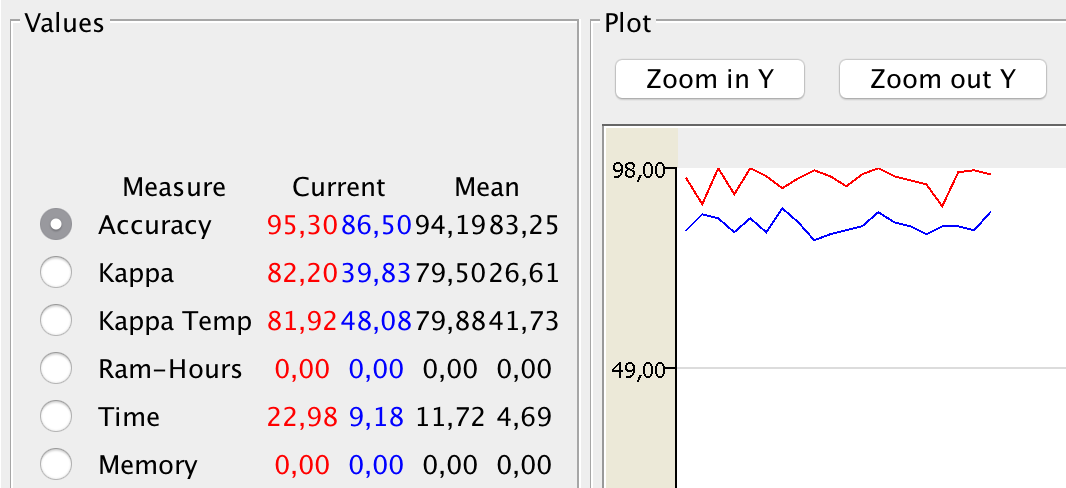 Values
Measure Current Mean
Accuracy 95,30 86,50 94,19 83,25
Kappa 82,20 39,83 79,50 26,61
Kappa Temp 81,92 48,08 79,88 41,73
Ram-Hours 0,00 0,00 0,00 0,00
Time 22,98 9,18 11,72 4,69
Memory 0,00 0,00 0,00 0,00
Plot
Zoom in Y Zoom out Y
98,00
49,00